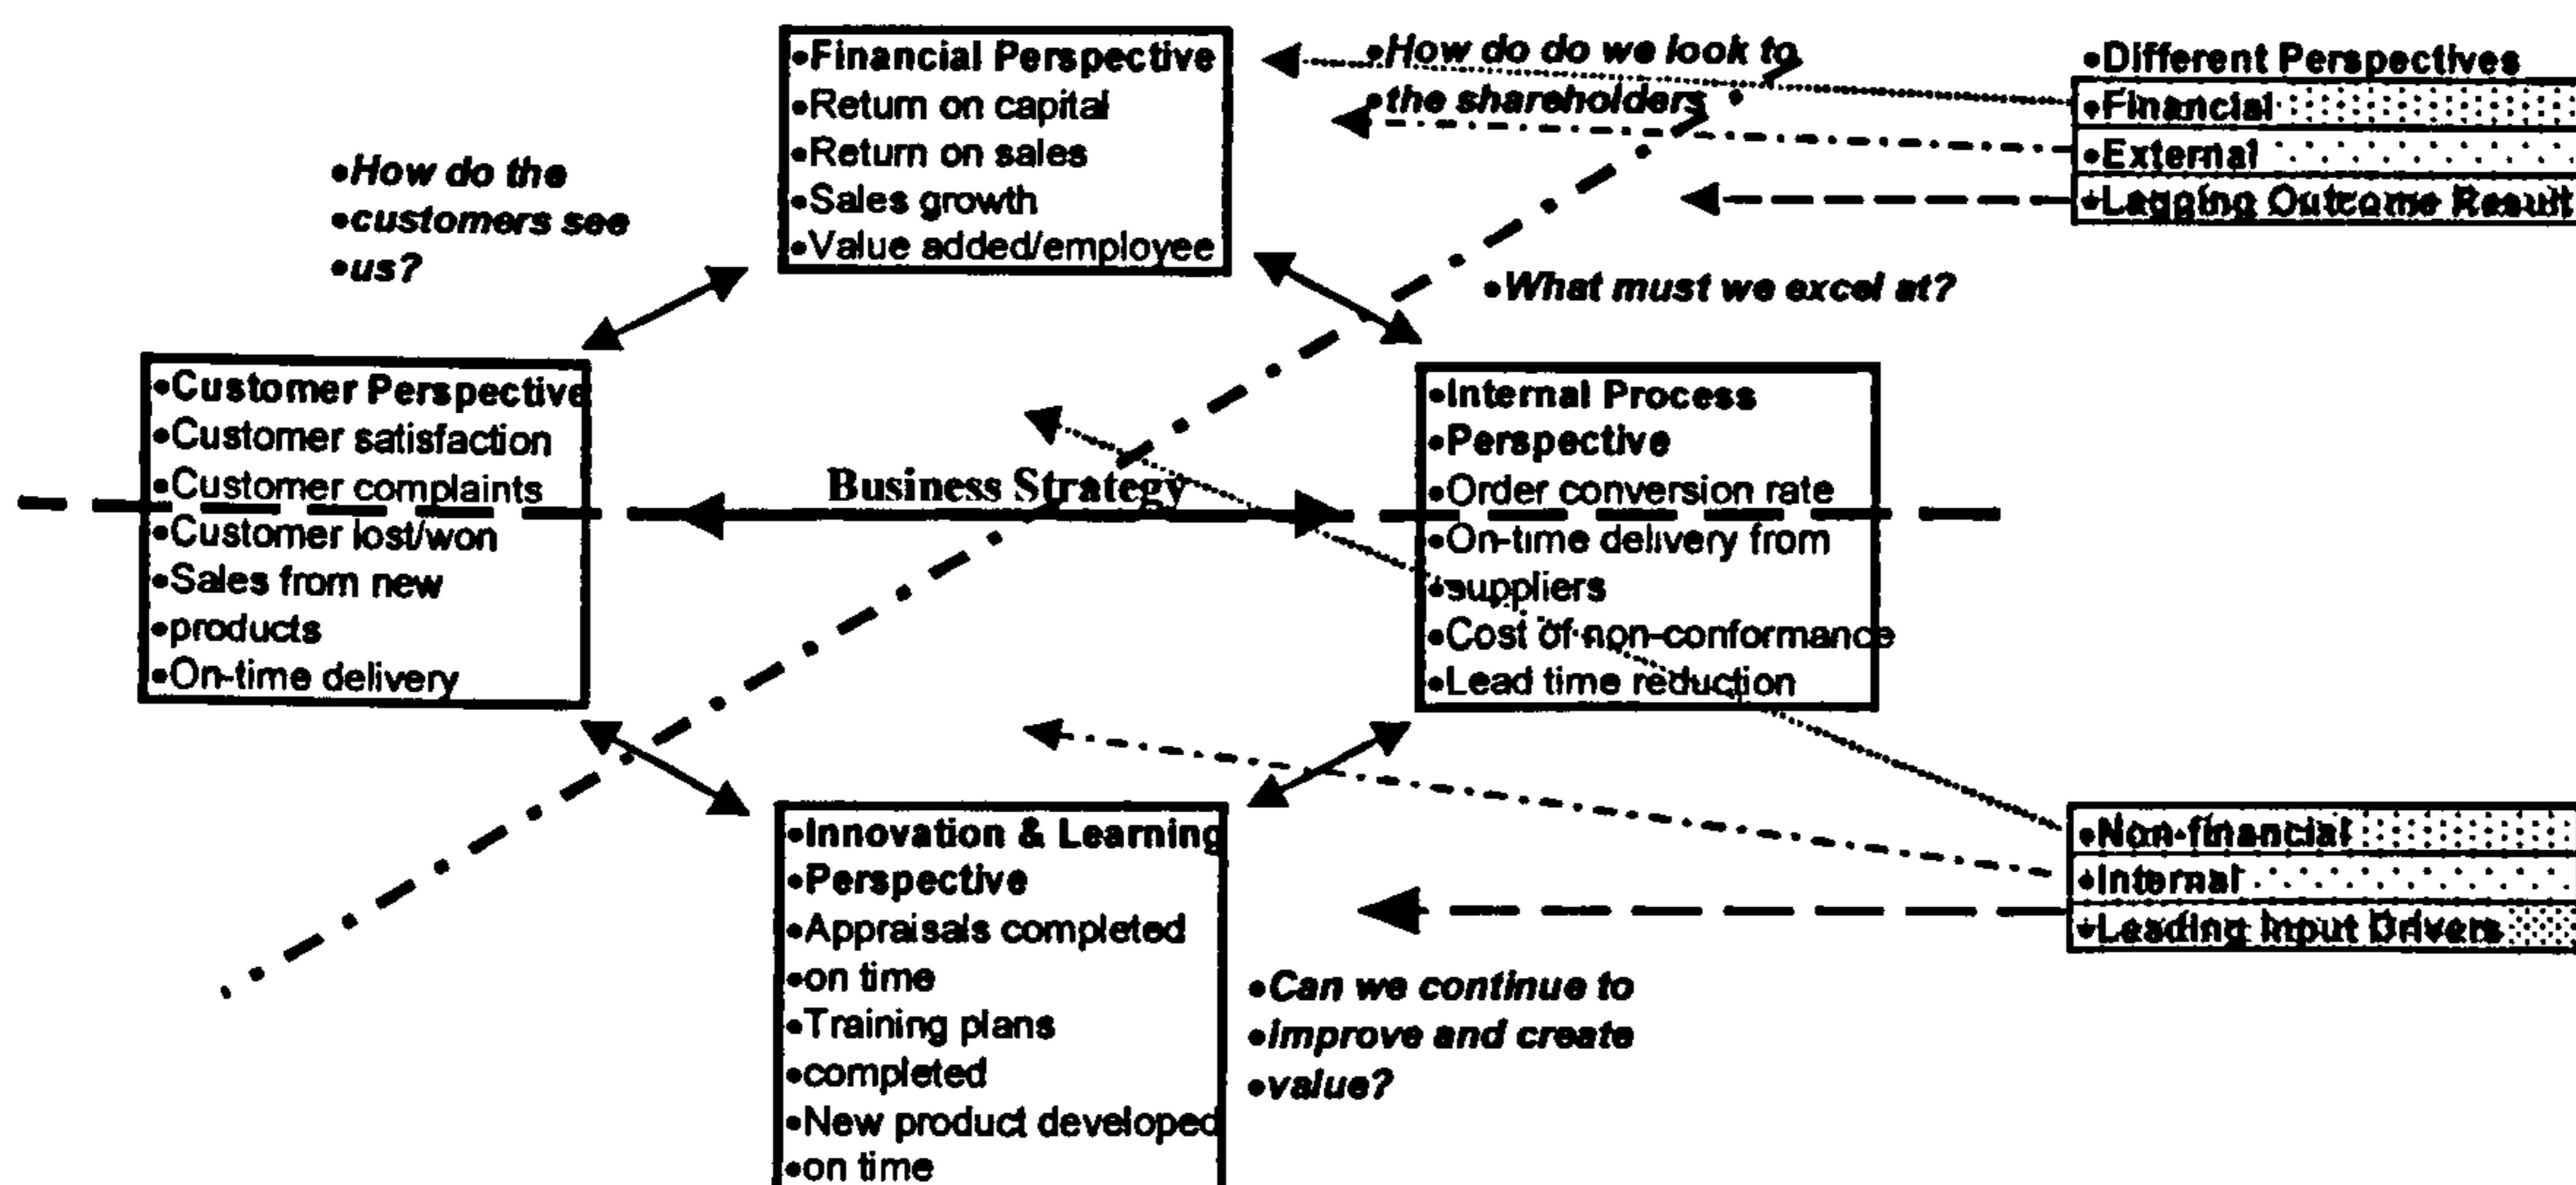 •Financial Perspective
•Return on capital
•Return on sales
•Sales growth
•Value added/employee
•How do do we look to
•the shareholders
•Different Perspectives
•Financial
•External
•Lagging Outcome Result
•How do the
•customers see
•us?
•What must we excel at?
•Customer Perspective
•Customer satisfaction
•Customer complaints
•Customer lost/won
•Sales from new
•products
•On-time delivery
Business Strategy
•Internal Process
•Perspective
•Order conversion rate
•On-time delivery from
•suppliers
•Cost of non-conformance
•Lead time reduction
•Innovation & Learning
•Perspective
•Appraisals completed
•on time
•Training plans
•completed
•New product developed
•on time
•Can we continue to
•improve and create
•value?
•Non-financial
•Internal
•Leading Input Drivers